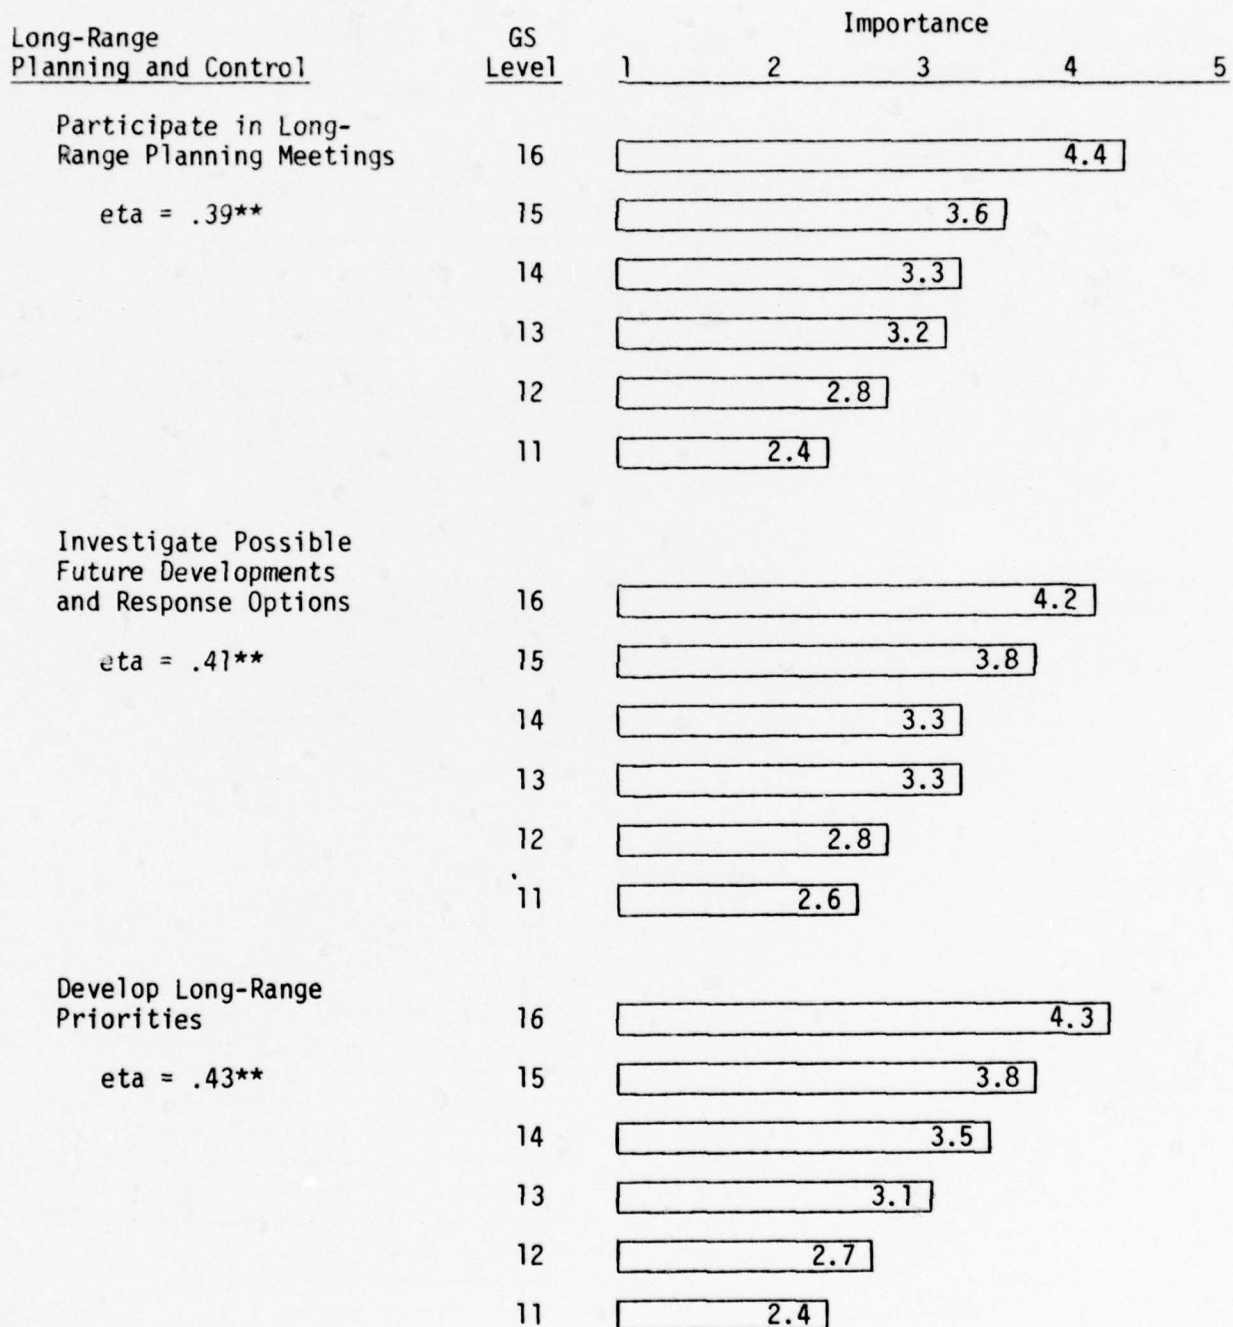 Importance
Long-Range GS
Planning and Control Level 1 2 3 4 5
Participate in Long-
Range Planning Meetings 16 4.4
eta = .39** 15 3.6
14 3.3
13 3.2
12 2.8
11 2.4
Investigate Possible
Future Developments
and Response Options 16 4.2
eta = .41** 15 3.8
14 3.3
13 3.3
12 2.8
11 2.6
Develop Long-Range
Priorities 16 4.3
eta = .43** 15 3.8
14 3.5
13 3.1
12 2.7
11 2.4